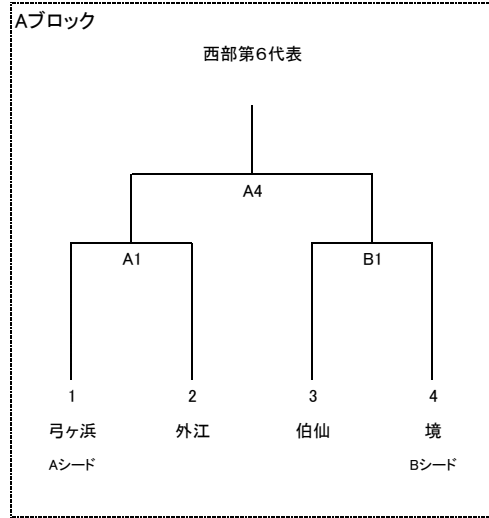 Aブロック
西部第6代表
A4
A1 B1
1 2 3 4
弓ヶ浜 外江 伯仙 境
Aシード Bシード